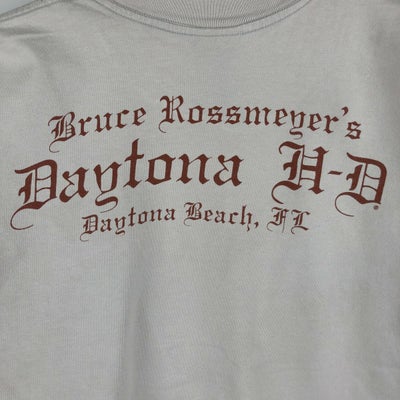 Bruce Rossmeyer's
Daytona H-D
Daytona Beach, FL